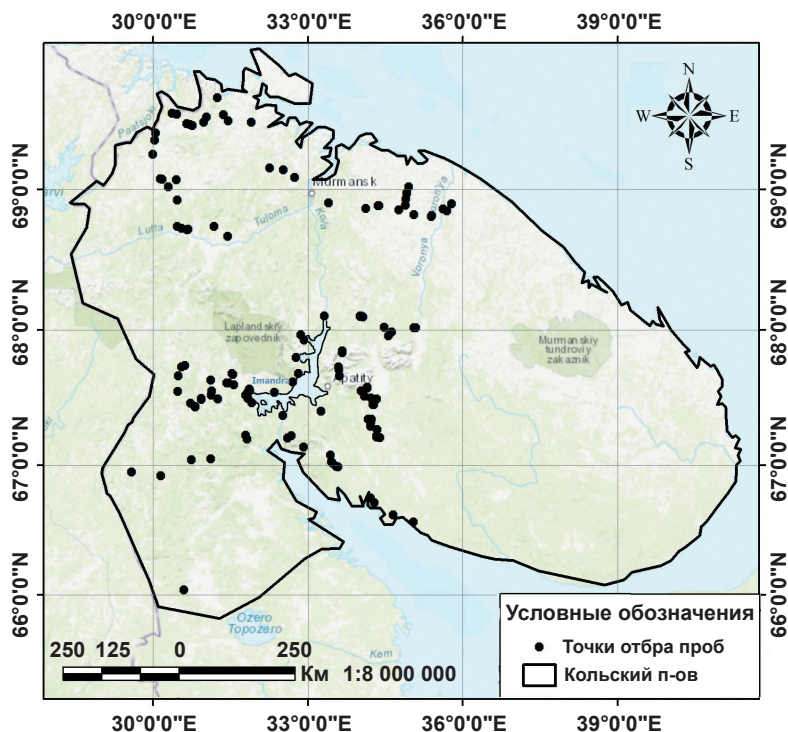 30°0'0"E 33°0'0"E 36°0'0"E 39°0'0"E
N
W E
S
Paatsjoki
69°0'0"N 69°0'0"N
Murmansk
Lutta
Tuloma
Kola
Voronya
Voronya
68°0'0"N 68°0'0"N
Laplandskiy
zapovednik
Murmanskiy
tundroviy
zakaznik
Imandra
Apatity
67°0'0"N 67°0'0"N
66°0'0"N 66°0'0"N
Ozero
Topozero
Kem
Условные обозначения
Точки отбра проб
Кольский п-ов
250 125 0 250
Км 1:8 000 000
30°0'0"E 33°0'0"E 36°0'0"E 39°0'0"E